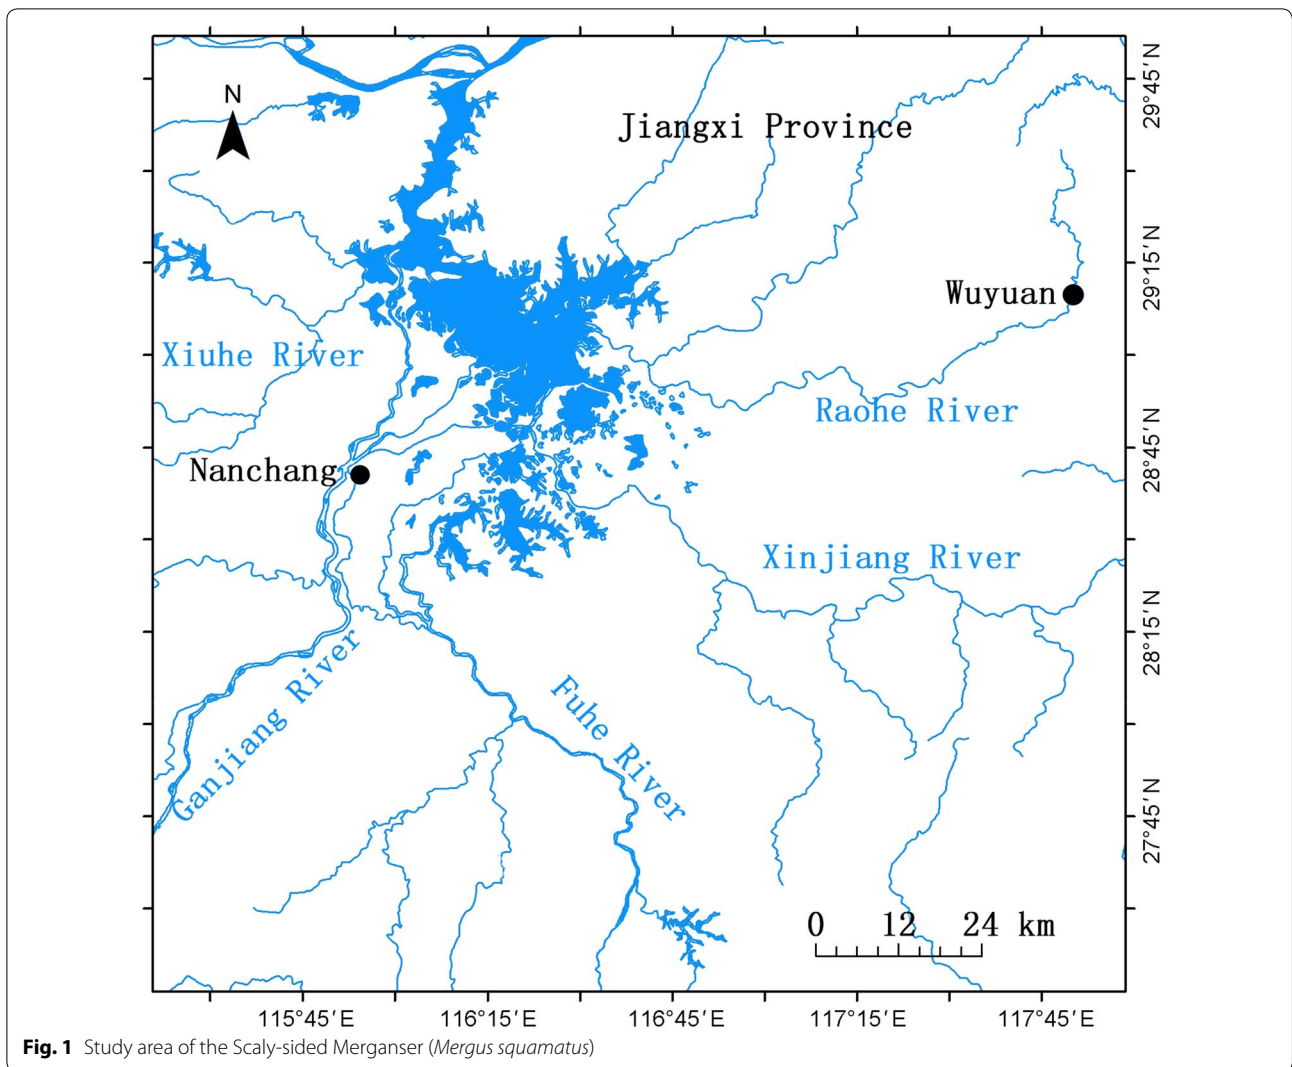 N
Jiangxi Province
29°45′N
29°15′N
Wuyuan
Xiuhe River
Raohe River
28°45′N
Nanchang
Xinjiang River
28°15′N
Ganjiang River
Fuhe River
27°45′N
0 12 24 km
115°45′E 116°15′E 116°45′E 117°15′E 117°45′E
Fig. 1 Study area of the Scaly-sided Merganser (Mergus squamatus)